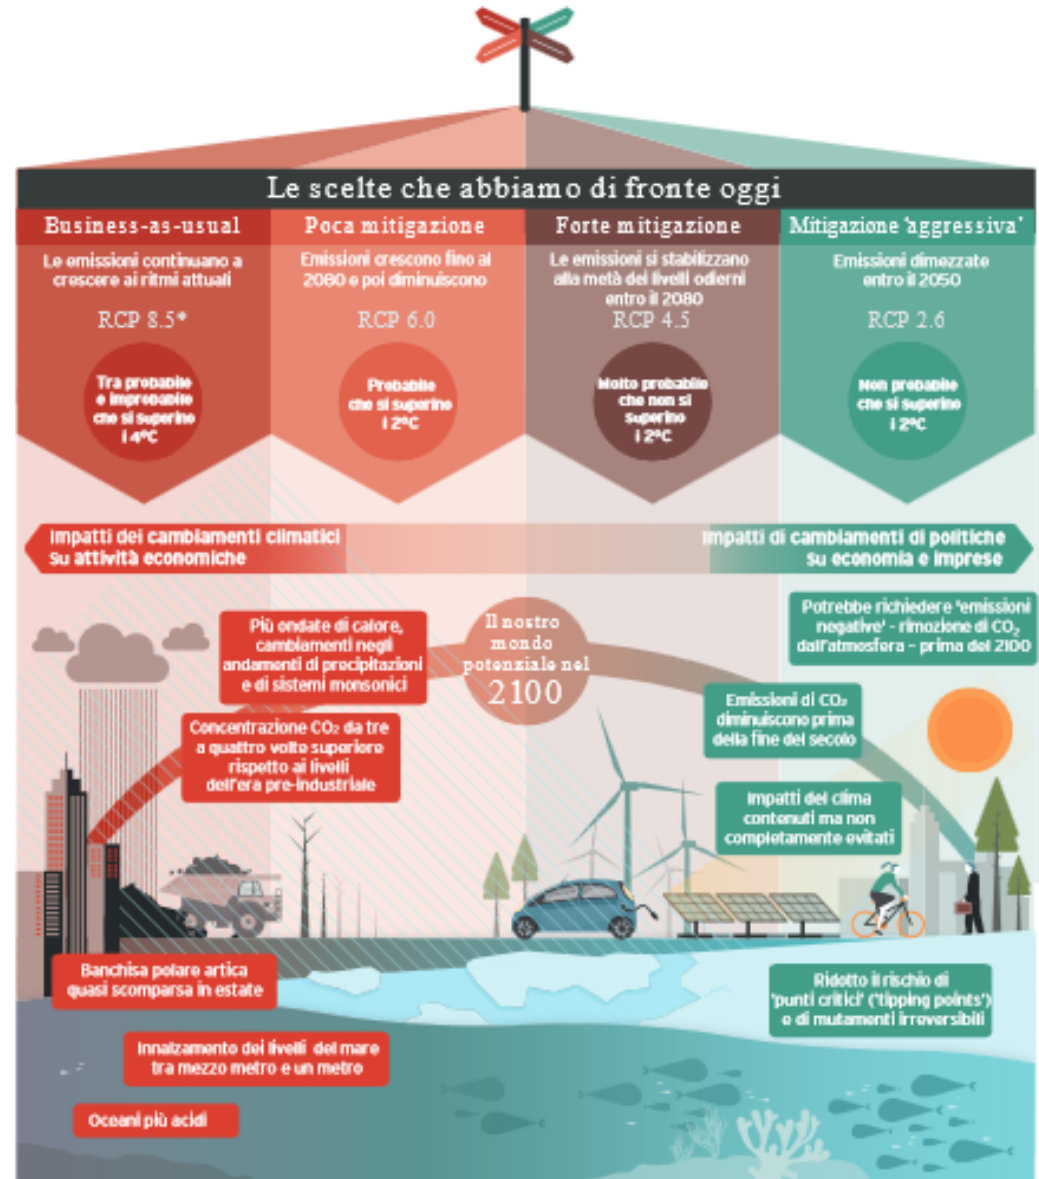 Le scelte che abbiamo di fronte oggi
Business-as-usual
Le emissioni continuano a
crescere ai ritmi attuali
RCP 8.5*
Tra probabile
e improbabile
che si superino
i 4°C
Poca mitigazione
Emissioni crescono fino al
2080 e poi diminuiscono
RCP 6.0
Probabile
che si superino
i 2°C
Forte mitigazione
Le emissioni si stabilizzano
alla metà dei livelli odierni
entro il 2080
RCP 4.5
Molto probabile
che non si
superino
i 2°C
Mitigazione 'aggressiva'
Emissioni dimezzate
entro il 2050
RCP 2.6
Non probabile
che si superino
i 2°C
Impatti dei cambiamenti climatici
su attività economiche
Impatti di cambiamenti di politiche
su economia e imprese
Il nostro
mondo
potenziale nel
2100
Più ondate di calore,
cambiamenti negli
andamenti di precipitazioni
e di sistemi monsonici
Concentrazione CO₂ da tre
a quattro volte superiore
rispetto ai livelli
dell'era pre-industriale
Potrebbe richiedere 'emissioni
negative' - rimozione di CO₂
dall'atmosfera – prima del 2100
Emissioni di CO₂
diminuiscono prima
della fine del secolo
Impatti del clima
contenuti ma non
completamente evitati
Banchisa polare artica
quasi scomparsa in estate
Innalzamento dei livelli del mare
tra mezzo metro e un metro
Oceani più acidi
Ridotto il rischio di
'punti critici' ('tipping points')
e di mutamenti irreversibili